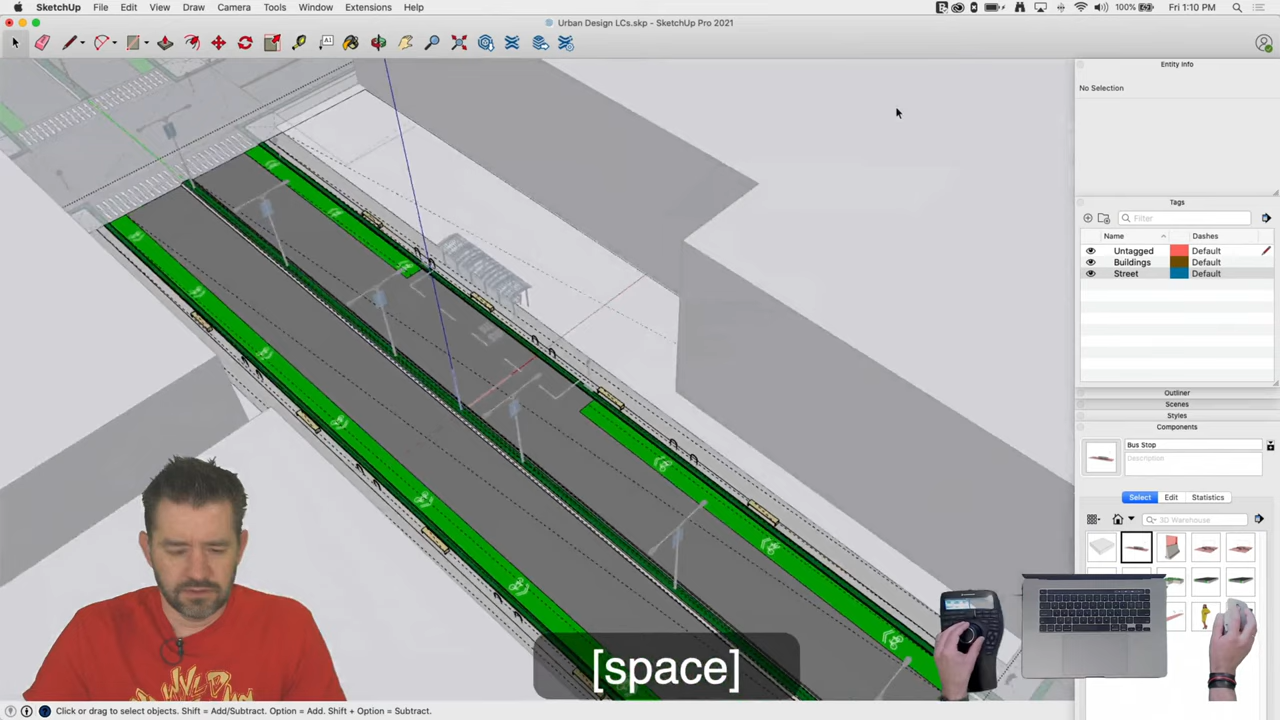 SketchUp File Edit View Draw Camera Tools Window Extensions Help
100% Fri 1:10 PM
Urban Design LCs.skp - SketchUp Pro 2021
Entity Info
No Selection
Tags
Filter
Name Dashes
Untagged Default
Buildings Default
Street Default
Outliner
Scenes
Styles
Components
Bus Stop
Description
Select Edit Statistics
3D Warehouse
[space]
Click or drag to select objects. Shift = Add/Subtract. Option = Add. Shift + Option = Subtract.